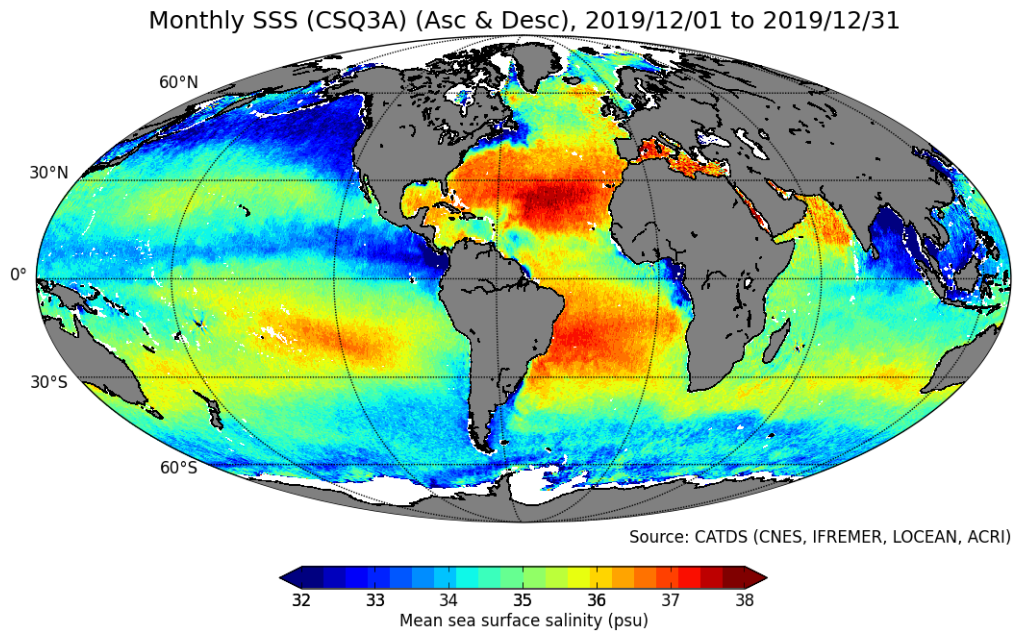 Monthly SSS (CSQ3A) (Asc & Desc), 2019/12/01 to 2019/12/31
60°N
30°N
0°
30°S
60°S
Source: CATDS (CNES, IFREMER, LOCEAN, ACRI)
32 33 34 35 36 37 38
Mean sea surface salinity (psu)